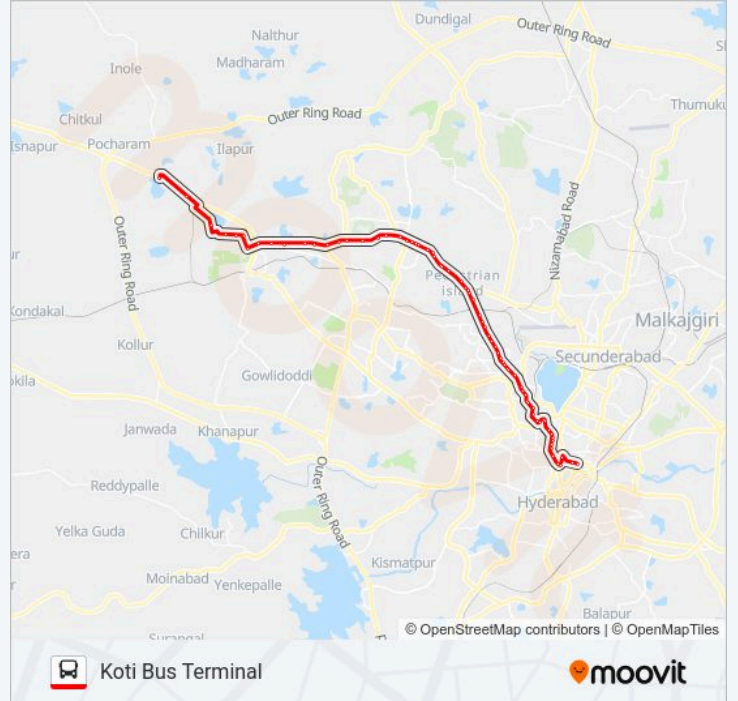 Dundigal
Outer Ring Road
Nalthur
Madharam
Inole
Thumuku
Chitkul
Outer Ring Road
Isnapur
Pocharam
Ilapur
Nizamabad Road
Outer Ring Road
Pedestrian
island
Kondakal
Malkajgiri
Kollur
Secunderabad
Gowlidoddi
okila
Janwada
Khanapur
Outer Ring Road
Reddypalle
Hyderabad
Yelka Guda
Chilkur
era
Kismatpur
Moinabad
Yenkepalle
Balapur
Surangal
© OpenStreetMap contributors | © OpenMapTiles
Koti Bus Terminal
moovit